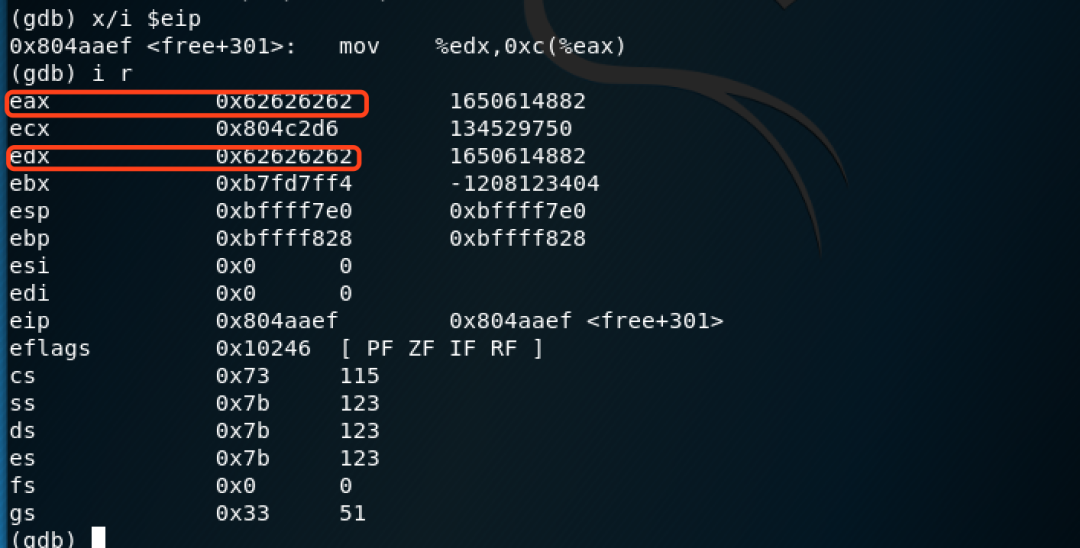 (gdb) x/i $eip
0x804aaef <free+301>:   mov    %edx,0xc(%eax)
(gdb) i r
eax            0x62626262       1650614882
ecx            0x804c2d6        134529750
edx            0x62626262       1650614882
ebx            0xb7fd7ff4       -1208123404
esp            0xbffff7e0       0xbffff7e0
ebp            0xbffff828       0xbffff828
esi            0x0      0
edi            0x0      0
eip            0x804aaef        0x804aaef <free+301>
eflags         0x10246  [ PF ZF IF RF ]
cs             0x73     115
ss             0x7b     123
ds             0x7b     123
es             0x7b     123
fs             0x0      0
gs             0x33     51
(gdb)